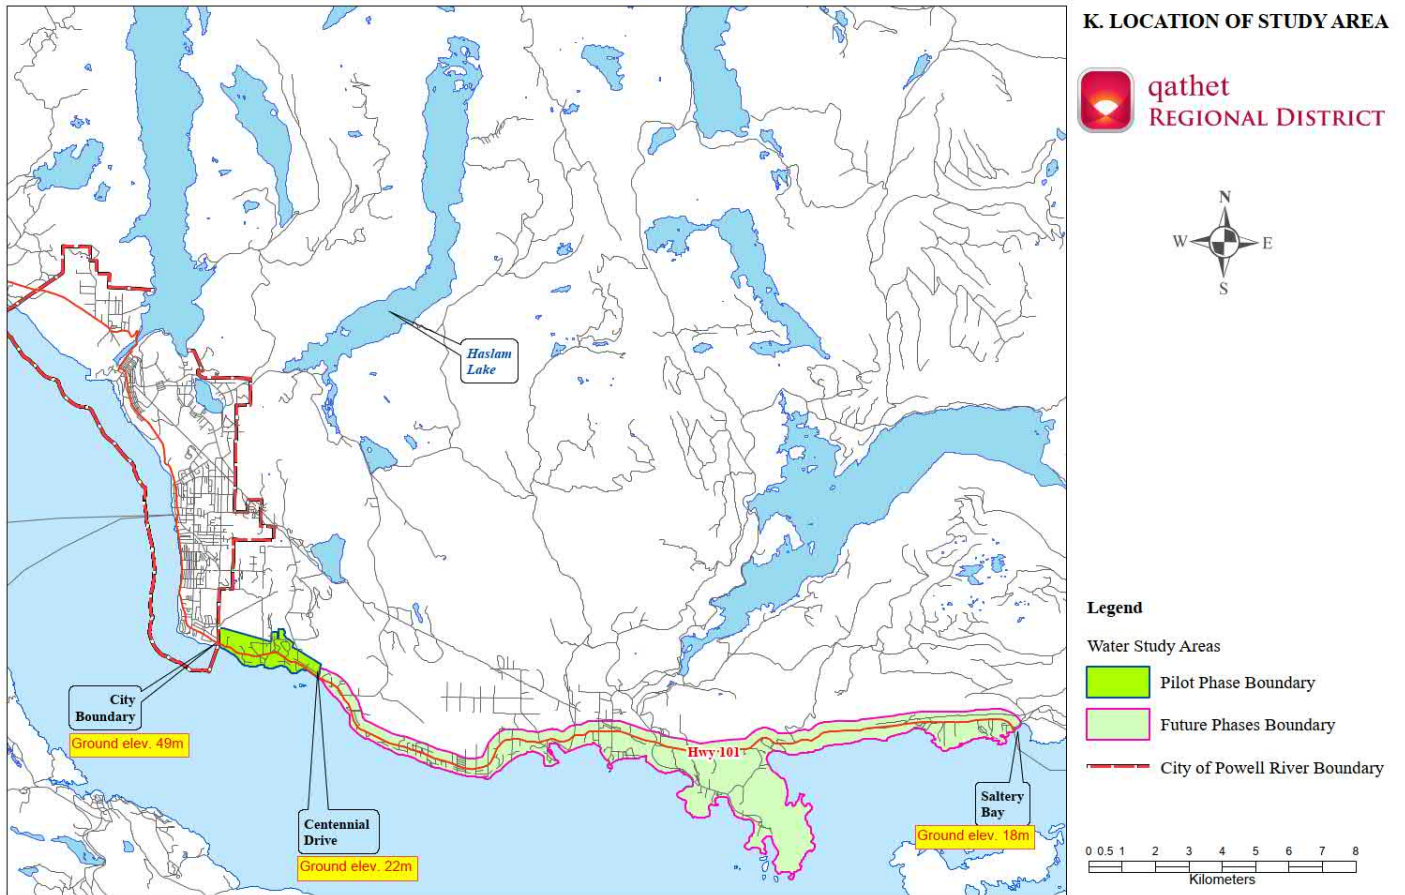 K. LOCATION OF STUDY AREA
qathet
REGIONAL DISTRICT
N
W
E
S
Haslam
Lake
City
Boundary
Ground elev. 49m
Centennial
Drive
Ground elev. 22m
Hwy 101
Saltery
Bay
Ground elev. 18m
Legend
Water Study Areas
Pilot Phase Boundary
Future Phases Boundary
City of Powell River Boundary
0 0.5 1 2 3 4 5 6 7 8
Kilometers